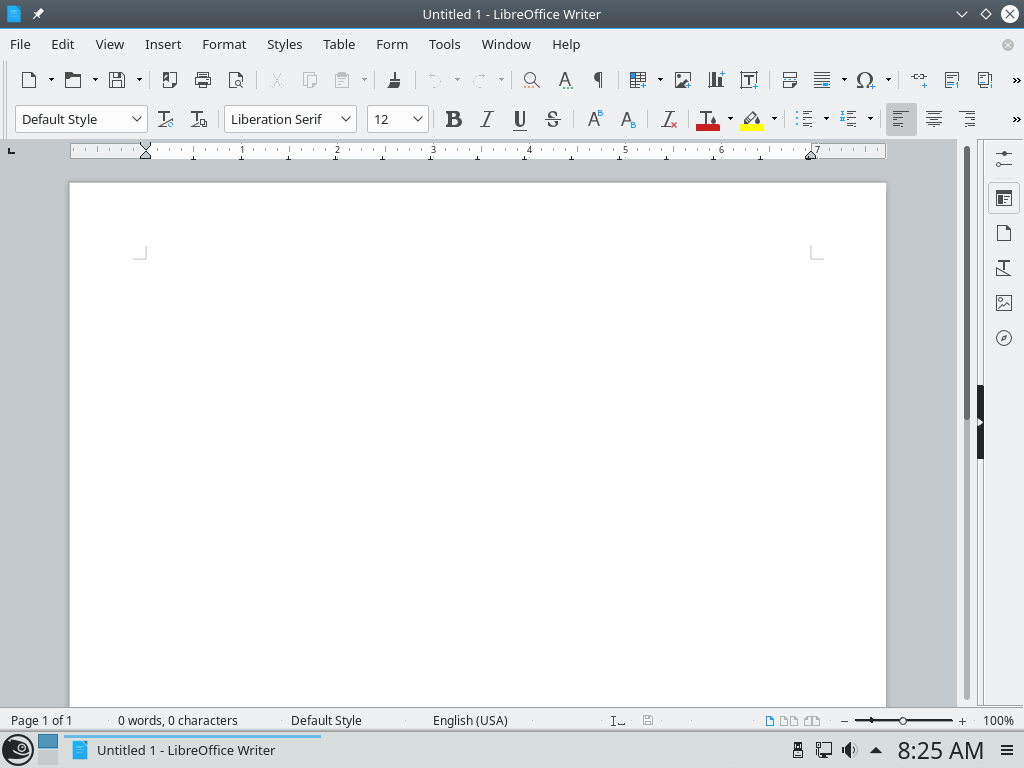 Untitled 1 - LibreOffice Writer
File Edit View Insert Format Styles Table Form Tools Window Help
Default Style Liberation Serif 12
1 2 3 4 5 6 7
Page 1 of 1 0 words, 0 characters Default Style English (USA) 100%
Untitled 1 - LibreOffice Writer 8:25 AM